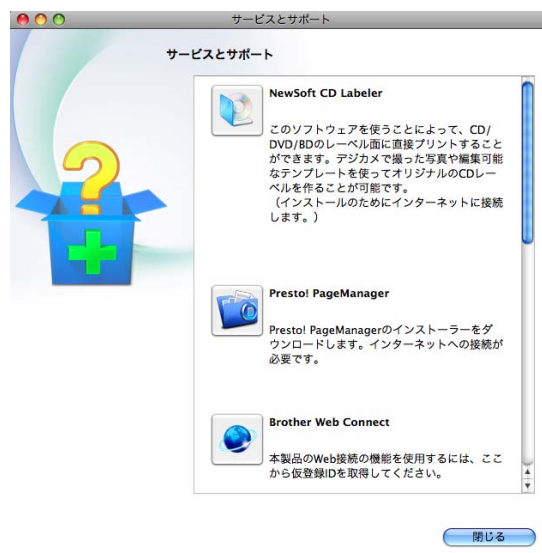 サービスとサポート
サービスとサポート
NewSoft CD Labeler
このソフトウェアを使うことによって、CD/
DVD/BDのレーベル面に直接プリントすること
ができます。デジカメで撮った写真や編集可能
なテンプレートを使ってオリジナルのCDレー
ベルを作ることが可能です。
（インストールのためにインターネットに接続
します。）
Presto! PageManager
Presto! PageManagerのインストーラーをダ
ウンロードします。インターネットへの接続が
必要です。
Brother Web Connect
本製品のWeb接続の機能を使用するには、ここ
から仮登録IDを取得してください。
閉じる